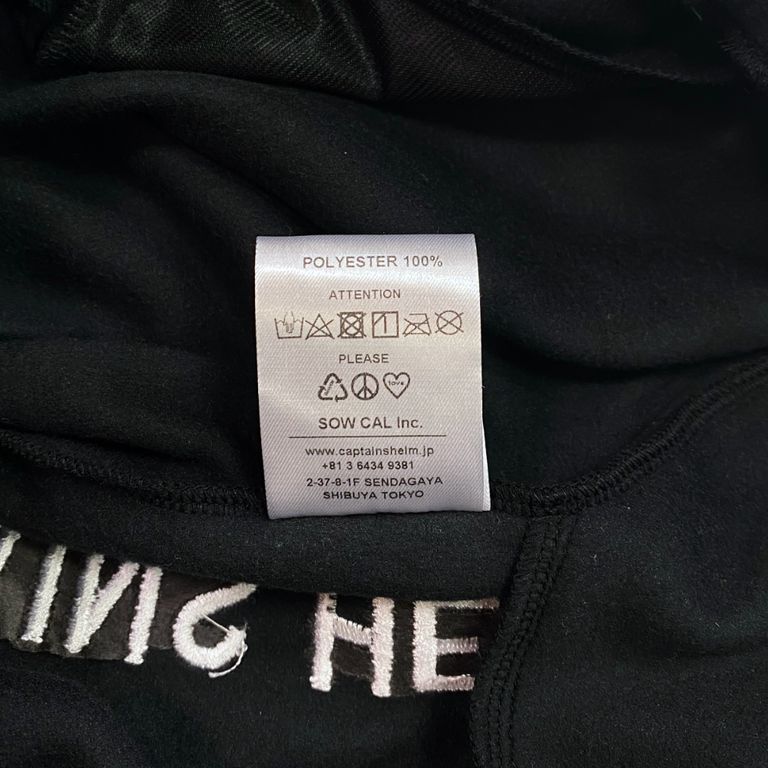 POLYESTER 100%
ATTENTION
PLEASE
love
SOW CAL Inc.
www.captainshelm.jp
+81 3 6434 9381
2-37-8-1F SENDAGAYA
SHIBUYA TOKYO
HE